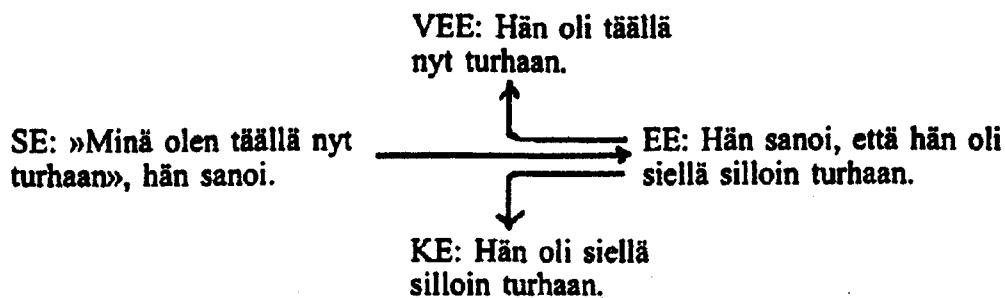 VEE: Hän oli täällä
nyt turhaan.
SE: »Minä olen täällä nyt
turhaan», hän sanoi.
EE: Hän sanoi, että hän oli
siellä silloin turhaan.
KE: Hän oli siellä
silloin turhaan.